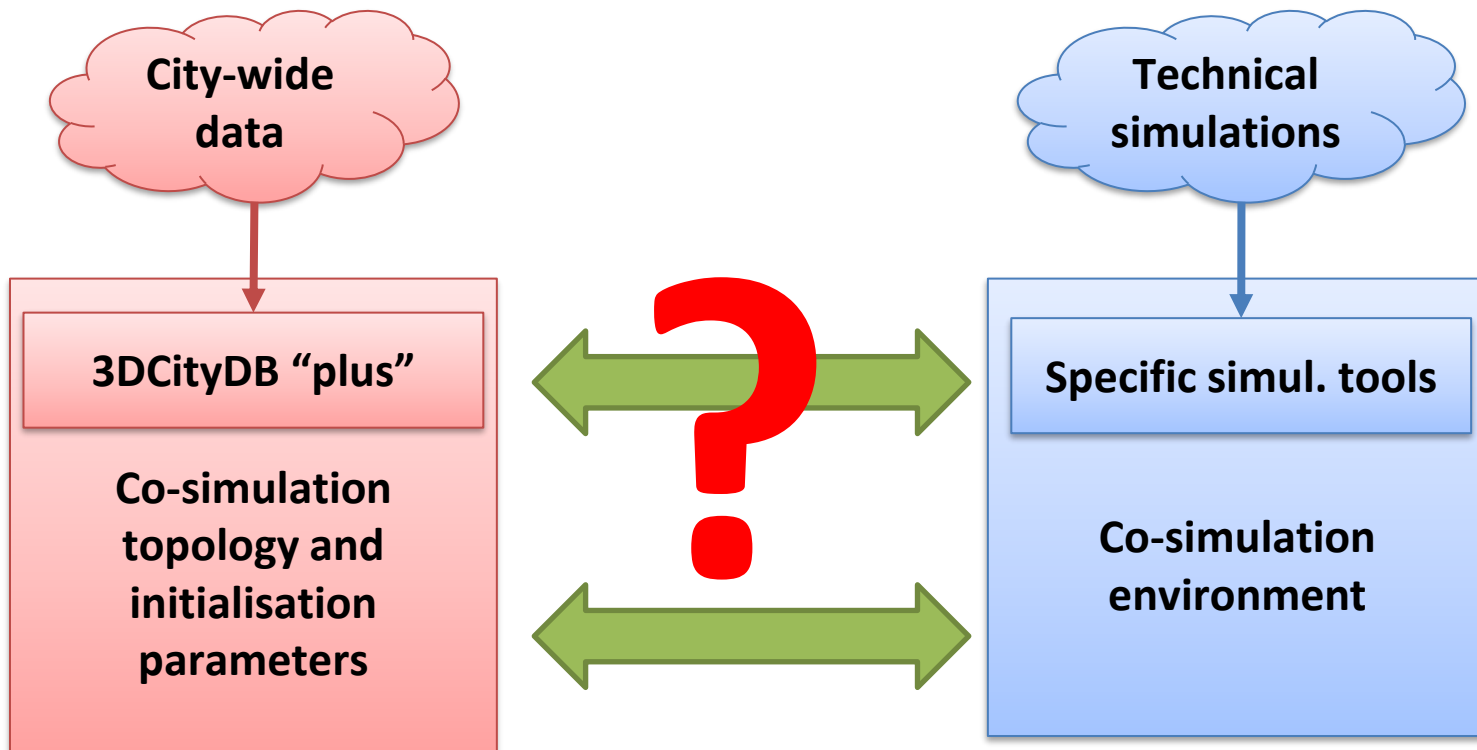 City-wide
data
Technical
simulations
3DCityDB “plus”
?
Specific simul. tools
Co-simulation
topology and
initialisation
parameters
Co-simulation
environment